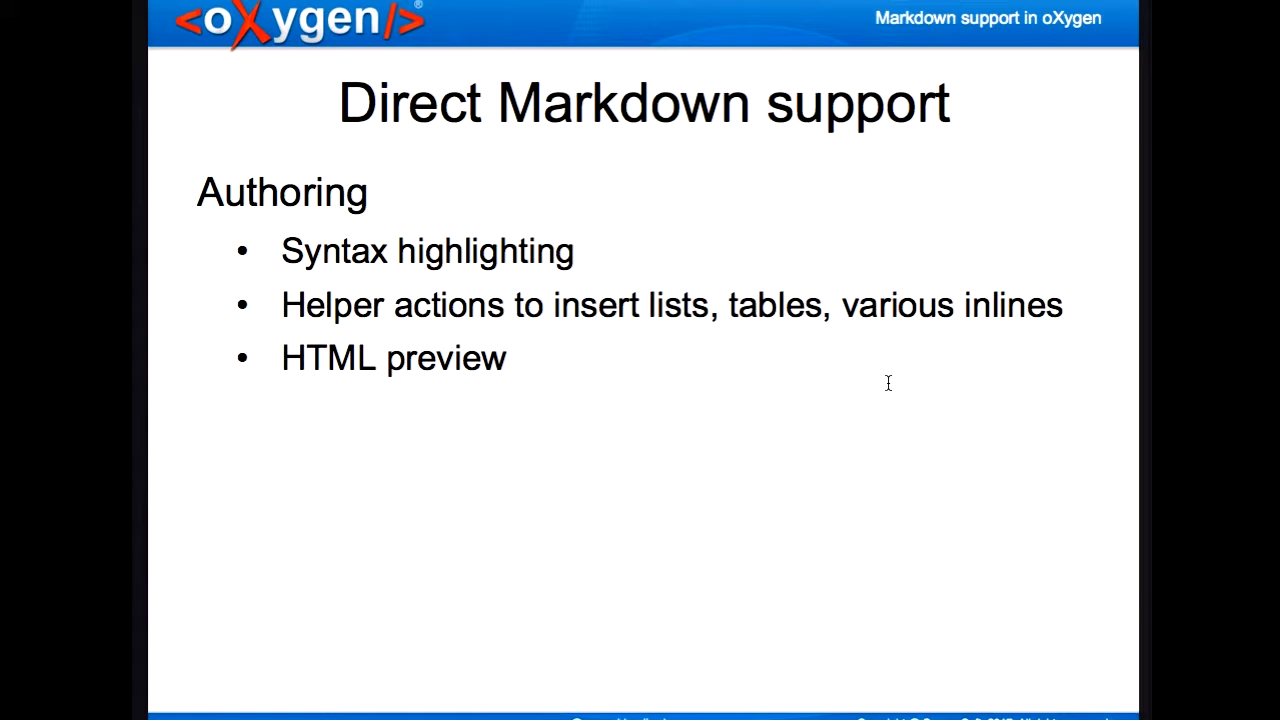 <oXygen/>®
Markdown support in oXygen
Direct Markdown support
Authoring
• Syntax highlighting
• Helper actions to insert lists, tables, various inlines
• HTML preview